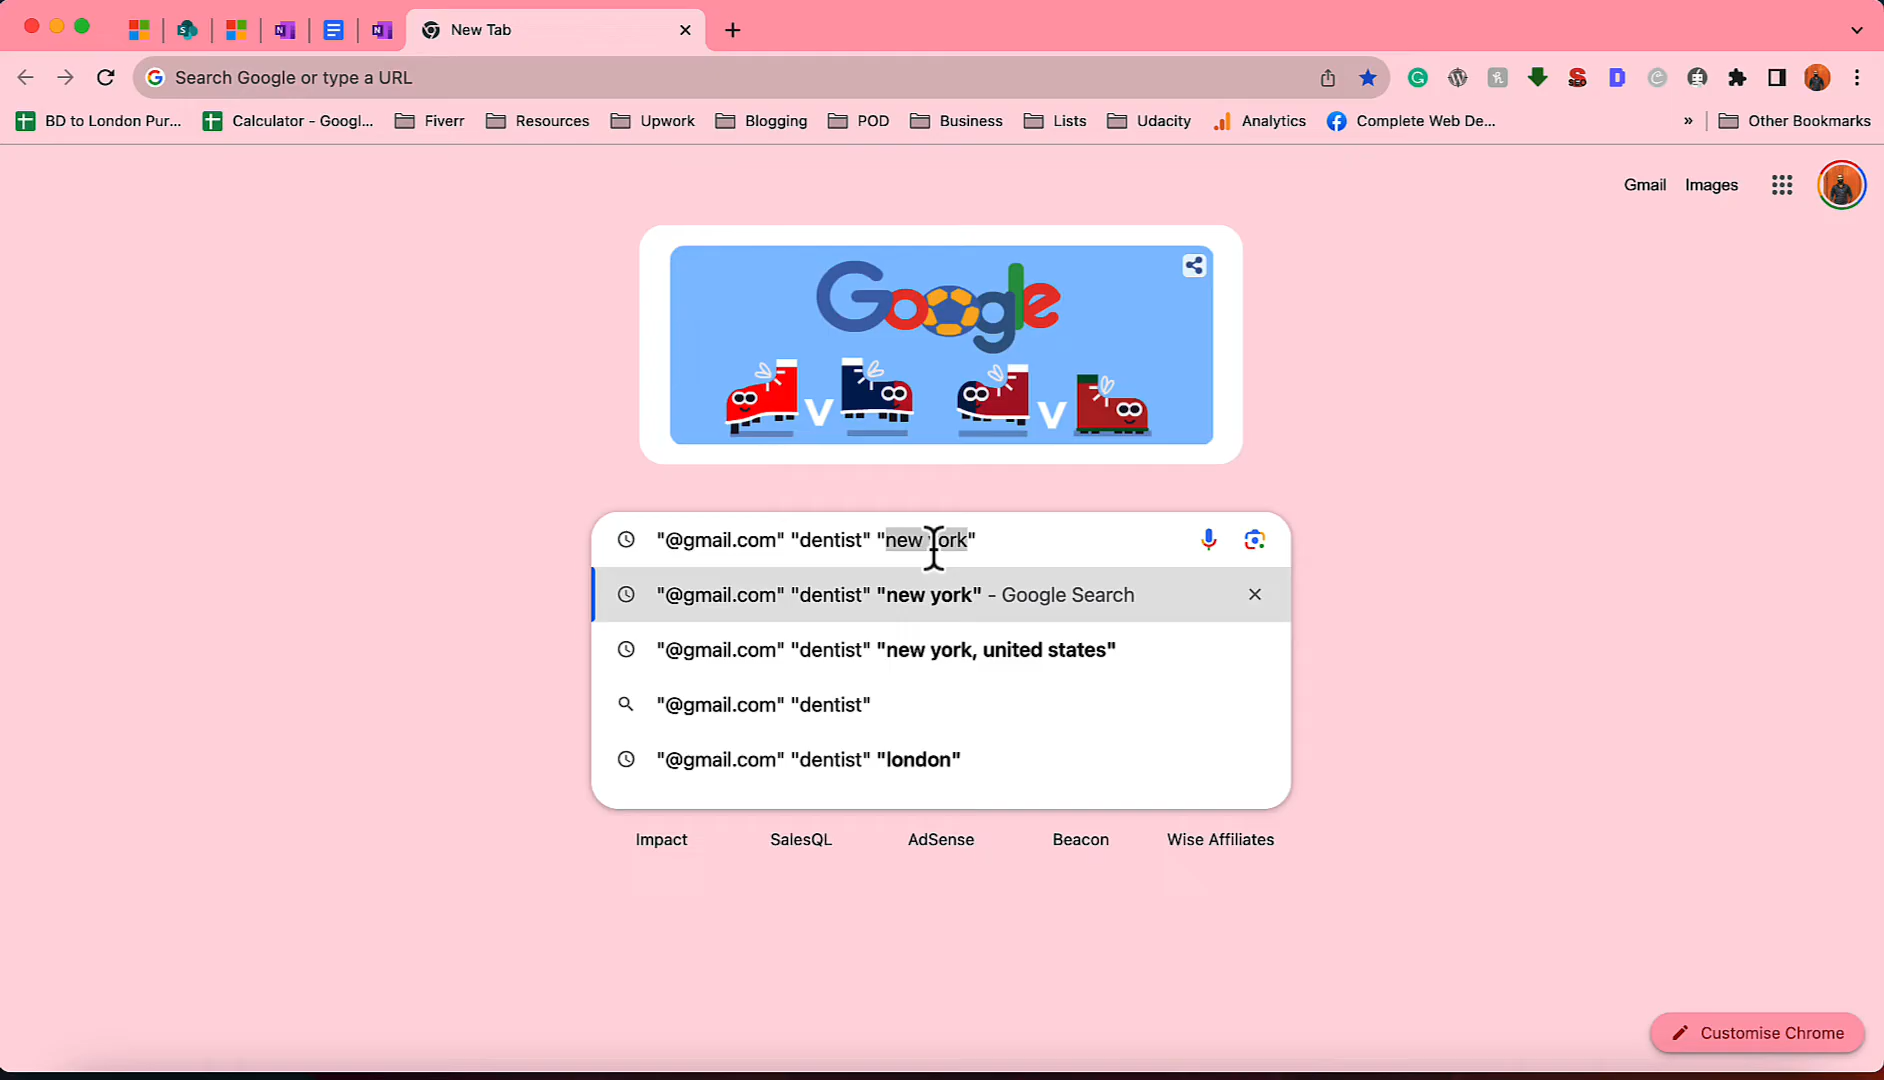 New Tab
Search Google or type a URL
BD to London Pur... Calculator - Googl... Fiverr Resources Upwork Blogging POD Business Lists Udacity Analytics Complete Web De... » Other Bookmarks
Gmail Images
Google
V V
"@gmail.com" "dentist" "new york"
"@gmail.com" "dentist" "new york" - Google Search
"@gmail.com" "dentist" "new york, united states"
"@gmail.com" "dentist"
"@gmail.com" "dentist" "london"
Impact SalesQL AdSense Beacon Wise Affiliates
Customise Chrome